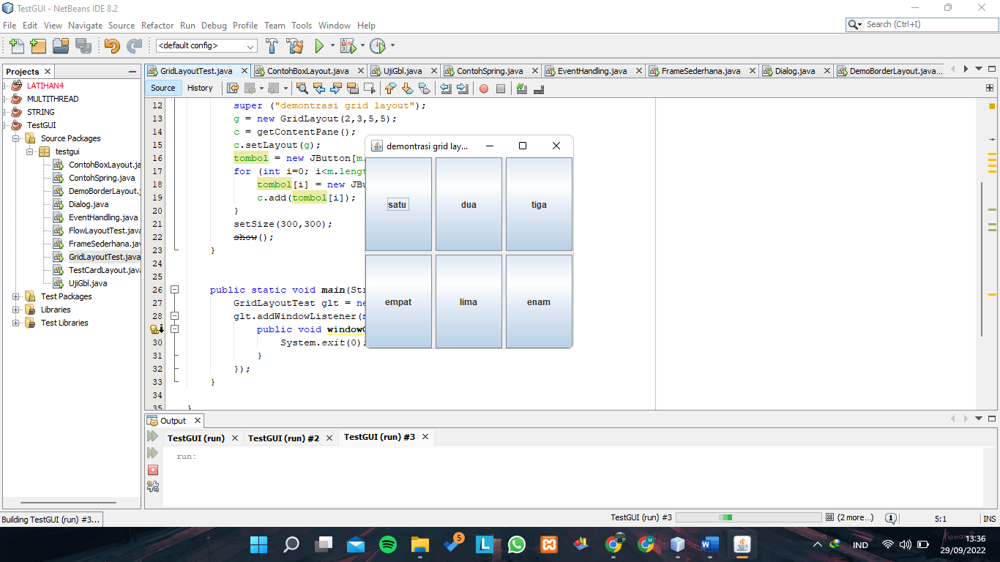 TestGUI - NetBeans IDE 8.2
File Edit View Navigate Source Refactor Run Debug Profile Team Tools Window Help
Search (Ctrl+I)
<default config>
Projects
GridLayoutTest.java ContohBoxLayout.java UjiGbl.java ContohSpring.java EventHandling.java FrameSederhana.java Dialog.java DemoBorderLayout.java...
LATIHAN4
MULTITHREAD
STRING
TestGUI
Source Packages
testgui
ContohBoxLayout.ja
ContohSpring.java
DemoBorderLayout.
Dialog.java
EventHandling.java
FlowLayoutTest.java
FrameSederhana.jav
GridLayoutTest.java
TestCardLayout.java
UjiGbl.java
Test Packages
Libraries
Test Libraries
Source History
12 super ("demontrasi grid layout");
13 g = new GridLayout(2,3,5,5);
14 c = getContentPane();
15 c.setLayout(g);
16 tombol = new JButton[m.
17 for (int i=0; i<m.lengt
18 tombol[i] = new JBu
19 c.add(tombol[i]);
20 }
21 setSize(300,300);
22 show();
23 }
24
25
26 public static void main(Str
27 GridLayoutTest glt = ne
28 glt.addWindowListener(n
public void windowC
30 System.exit(0);
31 }
32 });
33 }
34
35 }
demontrasi grid lay...
satu dua tiga
empat lima enam
Output
TestGUI (run) TestGUI (run) #2 TestGUI (run) #3
run:
Building TestGUI (run) #3...
TestGUI (run) #3
(2 more...)
1
5:1
INS
5
IND
13:36
29/09/2022